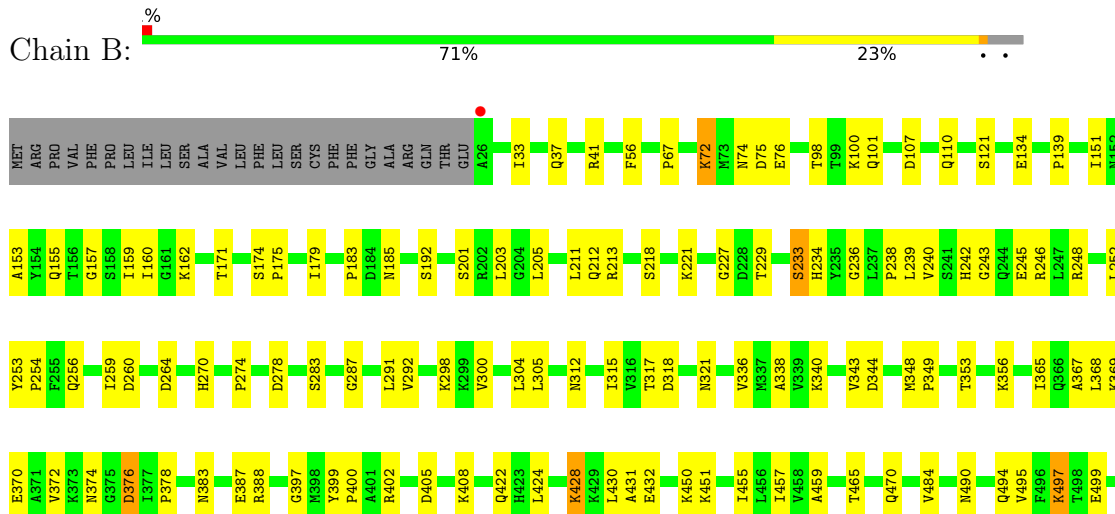 .%
Chain B:
71% 23% • •
MET ARG PRO VAL PHE PRO LEU ILE LEU SER ALA VAL LEU PHE LEU SER CYS PHE PHE GLY ALA ARG GLN THR GLU A26 I33 Q37 R41 F56 P67 K72 M73 N74 D75 E76 T98 T99 K100 Q101 D107 Q110 S121 E134 P139 I151 N152
A153 Y154 Q155 T156 G157 S158 I159 I160 G161 K162 T171 S174 P175 I179 P183 D184 N185 S192 S201 R202 L203 G204 L205 L211 Q212 R213 S218 K221 G227 D228 T229 S233 H234 Y235 G236 L237 P238 L239 V240 S241 H242 G243 Q244 E245 R246 L247 R248 L252
Y253 P254 F255 Q256 I259 D260 D264 H270 P274 D278 S283 Q287 L291 V292 K298 K299 V300 L304 L305 N312 I315 V316 T317 D318 N321 V336 M337 A338 V339 K340 V343 D344 M348 P349 T353 K356 I365 Q366 A367 L368 K369
E370 A371 V372 K373 N374 G375 D376 I377 P378 N383 E387 R388 G397 M398 Y399 P400 A401 R402 D405 K408 Q422 H423 L424 K428 K429 L430 A431 E432 K450 K451 I455 L456 I457 V458 A459 T465 Q470 V484 N490 Q494 V495 F496 K497 T498 E499